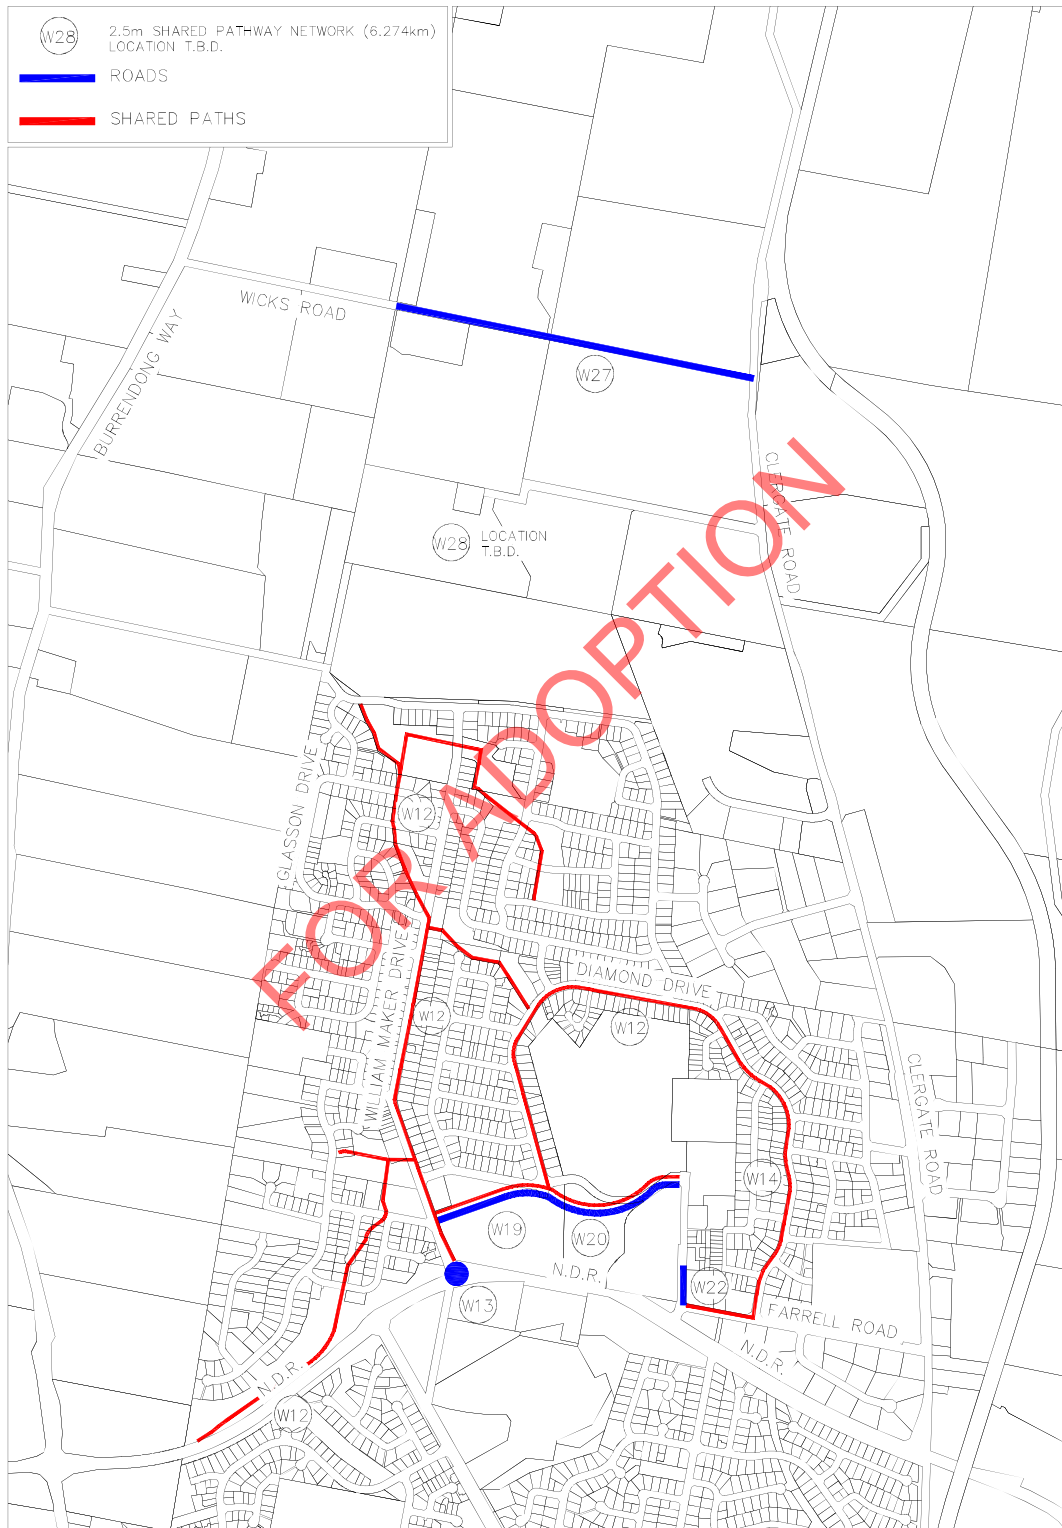 W28
2.5m SHARED PATHWAY NETWORK (6.274km)
LOCATION T.B.D.
ROADS
SHARED PATHS
WICKS ROAD
BURRENDONG WAY
W27
CLERGATE ROAD
W28
LOCATION
T.B.D.
FOR ADOPTION
GLASSON DRIVE
W12
WILLIAM MAKER DRIVE
DIAMOND DRIVE
W12
W12
CLERGATE ROAD
W14
W19
W20
N.D.R.
W22
W13
FARRELL ROAD
N.D.R.
N.D.R.
W12